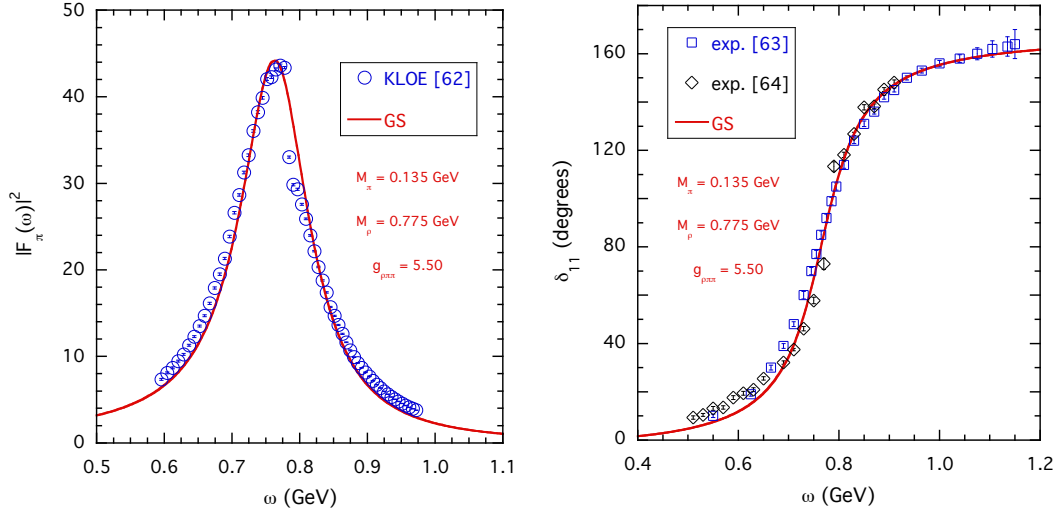 50
40
30
20
10
0
0.5 0.6 0.7 0.8 0.9 1.0 1.1
|F_π(ω)|²
ω (GeV)
KLOE [62]
GS
M_π = 0.135 GeV
M_ρ = 0.775 GeV
g_ρππ = 5.50
160
120
80
40
0
0.4 0.6 0.8 1.0 1.2
δ_11 (degrees)
ω (GeV)
exp. [63]
exp. [64]
GS
M_π = 0.135 GeV
M_ρ = 0.775 GeV
g_ρππ = 5.50